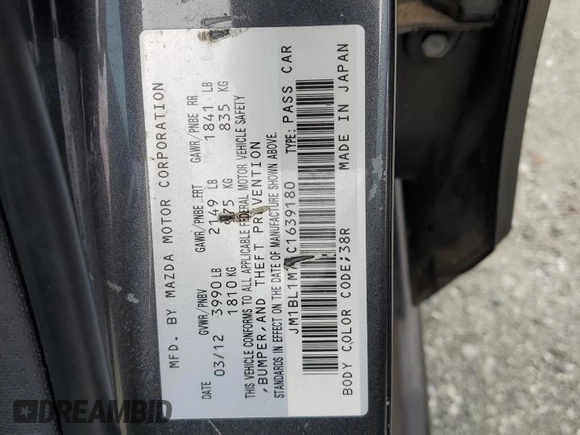 MFD. BY MAZDA MOTOR CORPORATION
DATE GVWR/PNBV GAWR/PNBE FRT GAWR/PNBE RR
03/12 3990 LB 2149 LB 1841 LB
1810 KG 975 KG 835 KG
THIS VEHICLE CONFORMS TO ALL APPLICABLE FEDERAL MOTOR VEHICLE SAFETY
,BUMPER,AND THEFT PREVENTION
STANDARDS IN EFFECT ON THE DATE OF MANUFACTURE SHOWN ABOVE.
TYPE: PASS CAR
BODY COLOR CODE;38R MADE IN JAPAN
DREAMBID